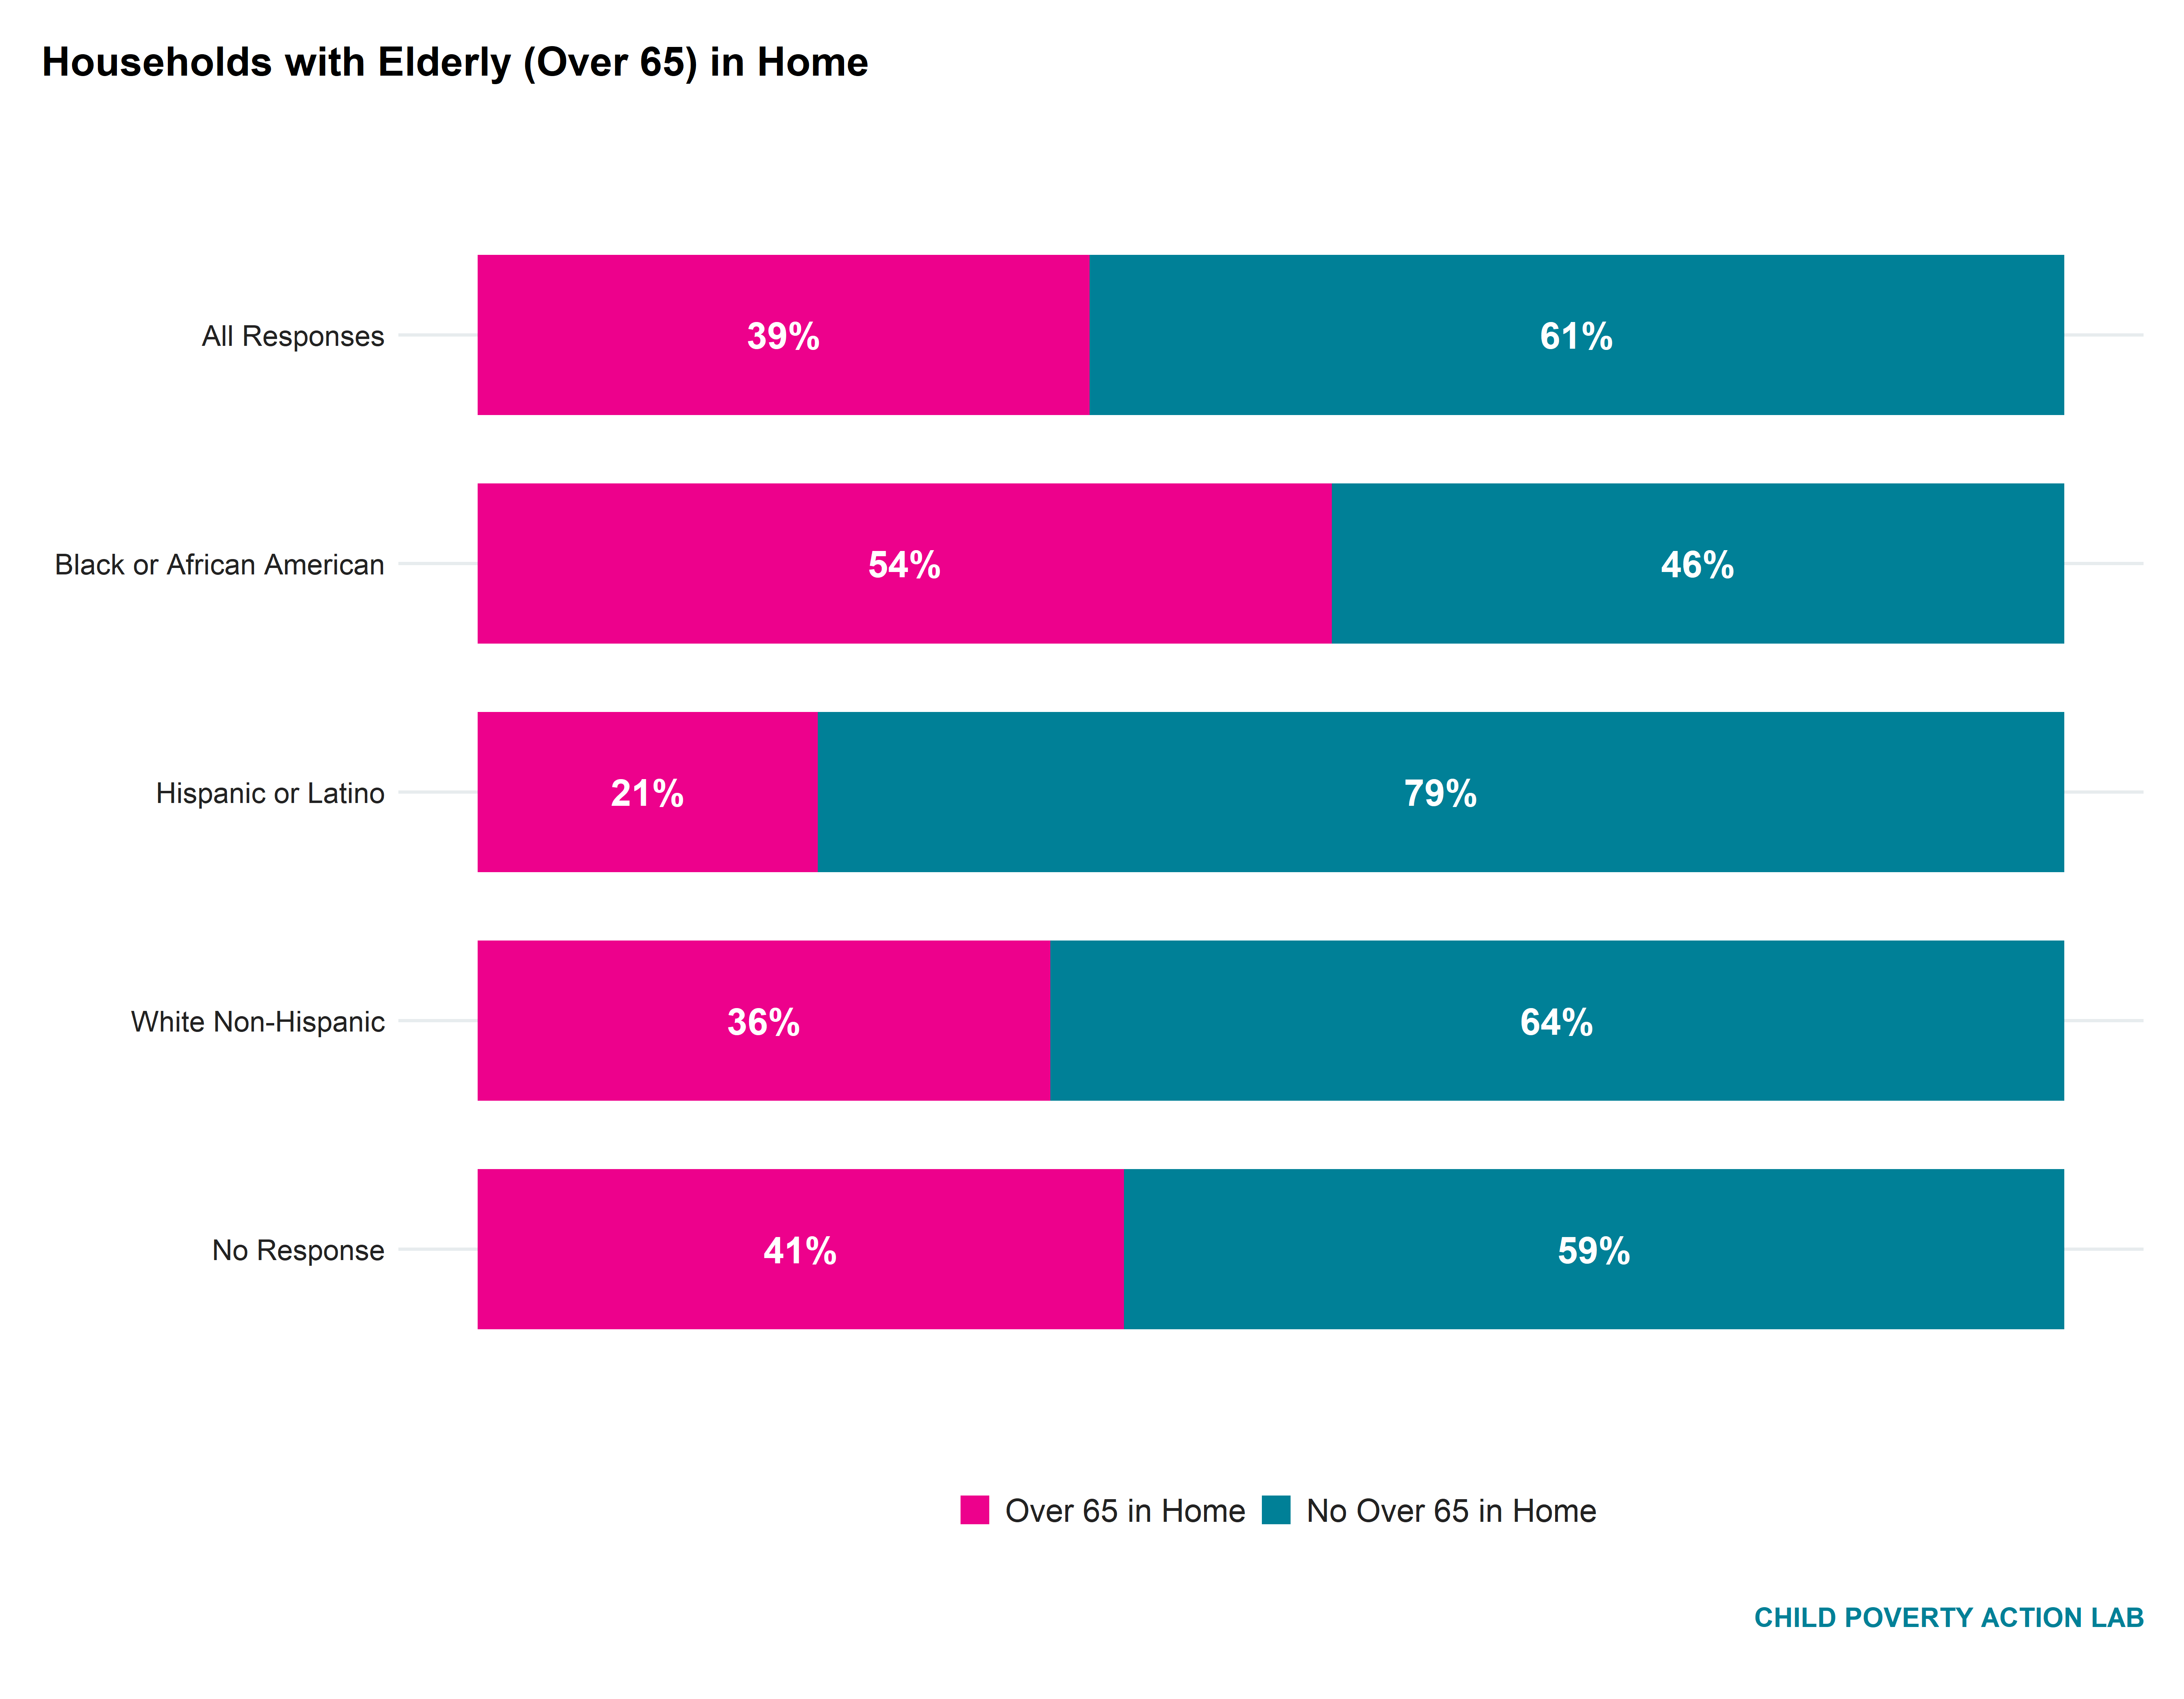 Households with Elderly (Over 65) in Home
All Responses 39% 61%
Black or African American 54% 46%
Hispanic or Latino 21% 79%
White Non-Hispanic 36% 64%
No Response 41% 59%
Over 65 in Home No Over 65 in Home
CHILD POVERTY ACTION LAB